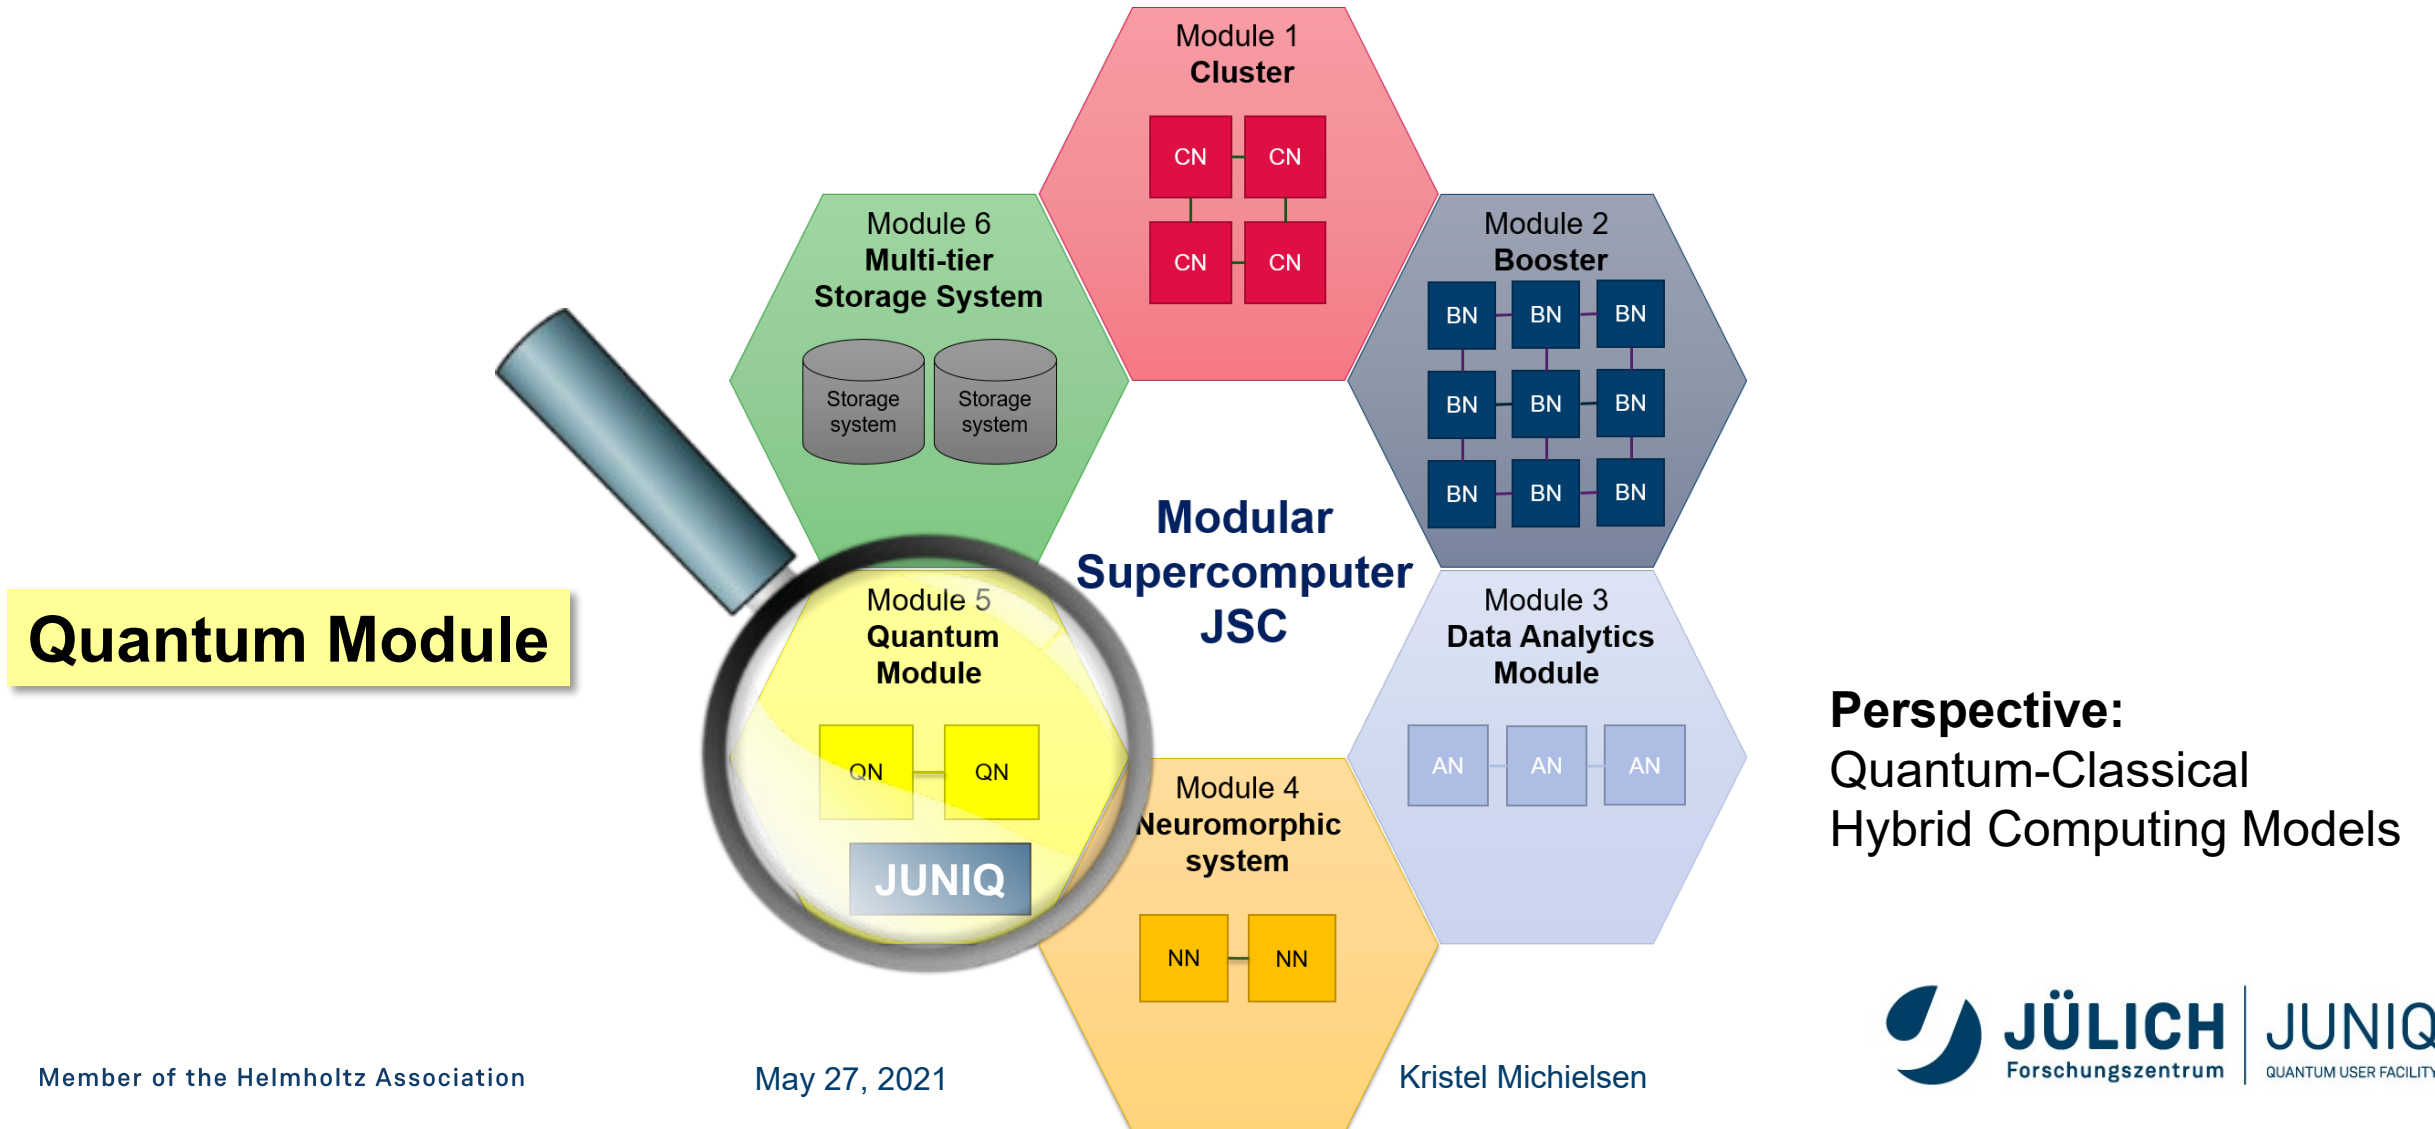 Module 1
Cluster
CN CN
CN CN
Module 2
Booster
BN BN BN
BN BN BN
BN BN BN
Module 6
Multi-tier
Storage System
Storage
system
Storage
system
Modular
Supercomputer
JSC
Quantum Module
Module 5
Quantum
Module
QN QN
JUNIQ
Module 3
Data Analytics
Module
AN AN AN
Module 4
Neuromorphic
system
NN NN
Perspective:
Quantum-Classical
Hybrid Computing Models
Member of the Helmholtz Association
May 27, 2021
Kristel Michielsen
JÜLICH
Forschungszentrum
JUNIQ
QUANTUM USER FACILITY